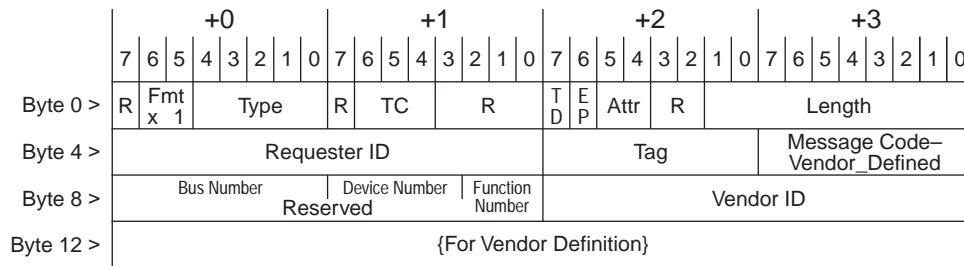 +0 +1 +2 +3
7 6 5 4 3 2 1 0 7 6 5 4 3 2 1 0 7 6 5 4 3 2 1 0 7 6 5 4 3 2 1 0
Byte 0 > R Fmt x 1 Type R TC R T D E P Attr R Length
Byte 4 > Requester ID Tag Message Code– Vendor_Defined
Byte 8 > Bus Number Device Number Function Number Reserved Vendor ID
Byte 12 > {For Vendor Definition}